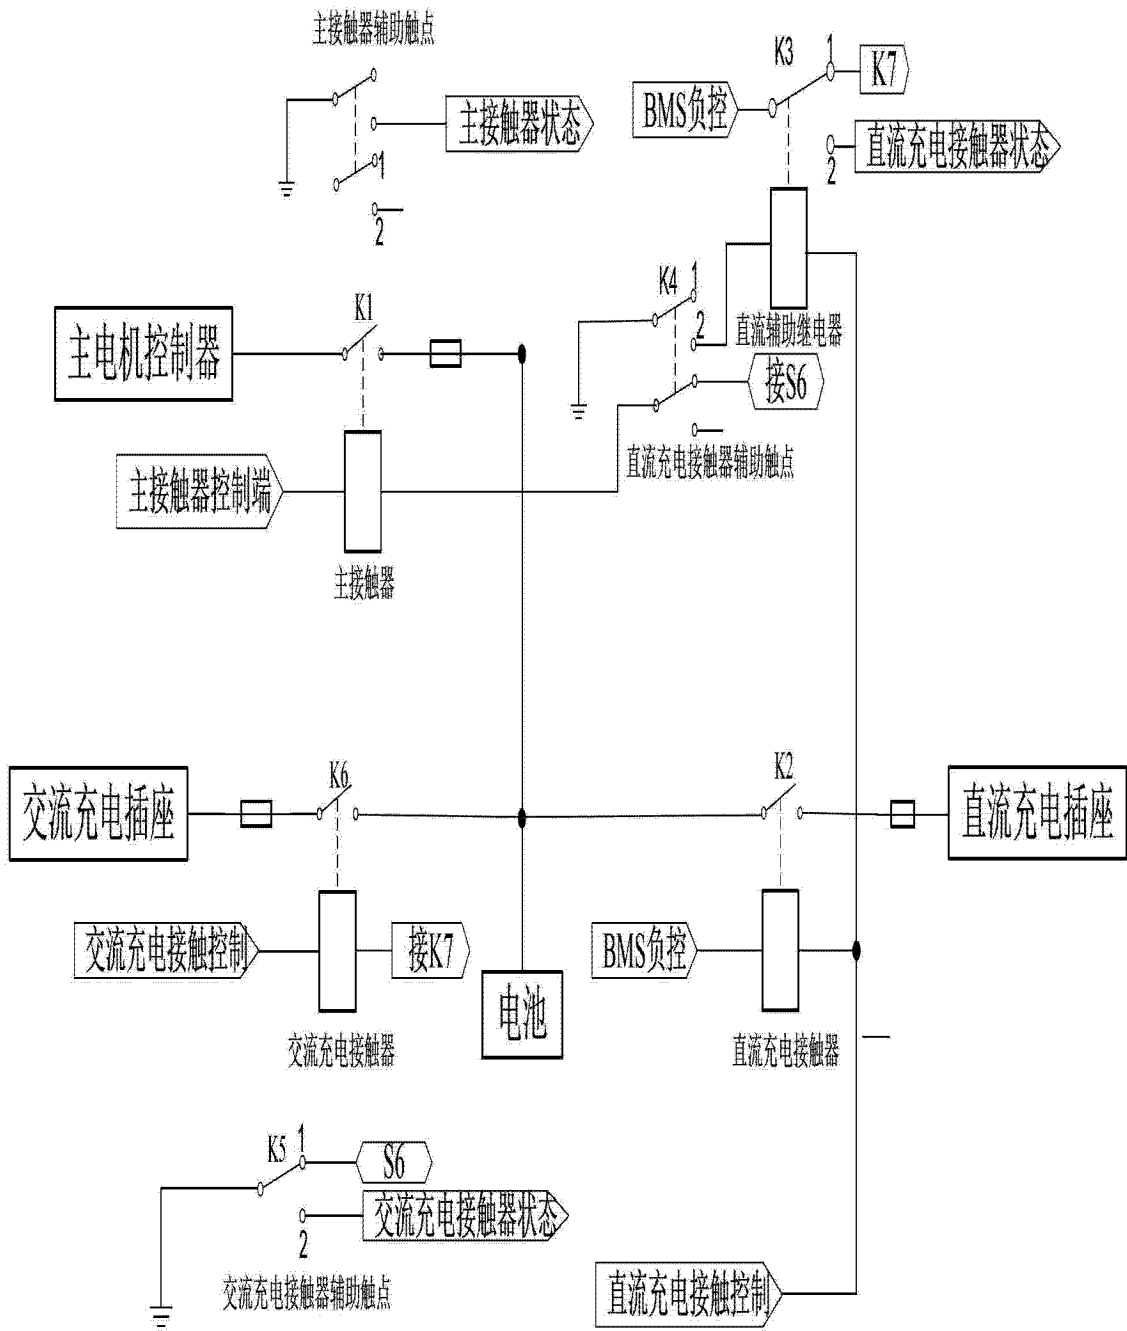 主接触器辅助触点
主接触器状态
1
2
K3
1
K7
BMS负控
直流充电接触器状态
2
K4
1
2
直流辅助继电器
接S6
直流充电接触器辅助触点
K1
主电机控制器
主接触器控制端
主接触器
K6
K2
交流充电插座
直流充电插座
交流充电接触控制
接K7
BMS负控
电池
交流充电接触器
直流充电接触器
K5
1
S6
交流充电接触器状态
2
交流充电接触器辅助触点
直流充电接触控制